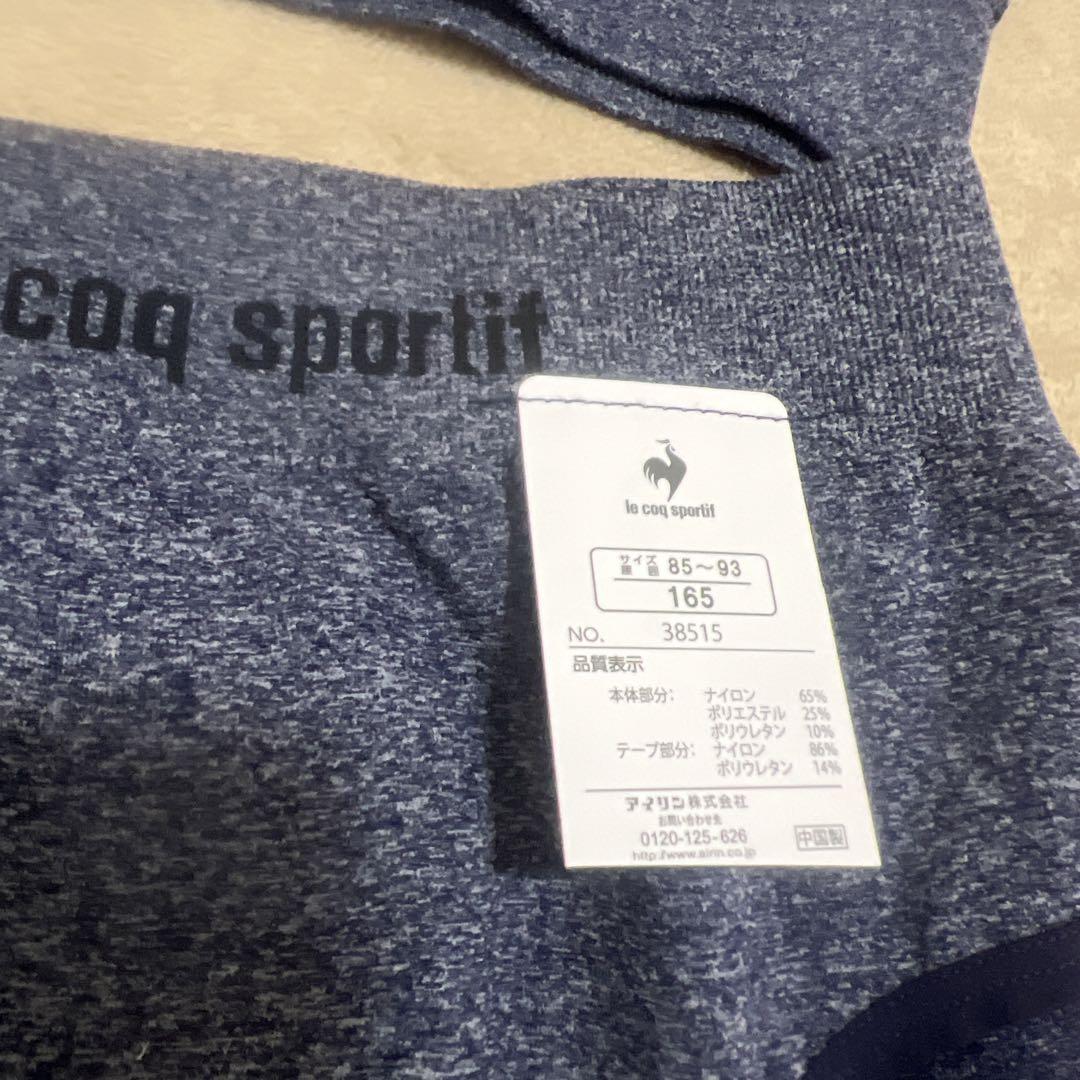 coq sportif
le coq sportif
サイズ
範囲 85～93
165
NO. 38515
品質表示
本体部分: ナイロン 65%
ポリエステル 25%
ポリウレタン 10%
テープ部分: ナイロン 86%
ポリウレタン 14%
アイリン株式会社
お問い合わせ先
0120-125-626
http://www.airin.co.jp
中国製